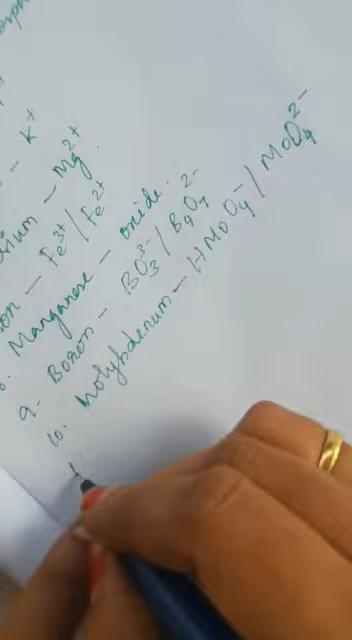 - K⁺
- Mg²⁺
- Fe³⁺ / Fe²⁺
Manganese - oxide.
9. Boron - BO₃³⁻ / B₄O₇²⁻
10. Molybdenum - HMoO₄⁻ / MoO₄²⁻